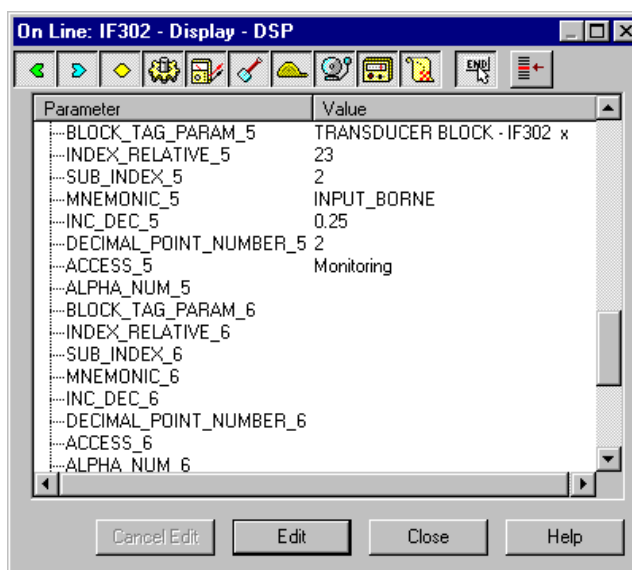 On Line: IF302 - Display - DSP
END!
Parameter Value
BLOCK_TAG_PARAM_5 TRANSDUCER BLOCK - IF302 x
INDEX_RELATIVE_5 23
SUB_INDEX_5 2
MNEMONIC_5 INPUT_BORNE
INC_DEC_5 0.25
DECIMAL_POINT_NUMBER_5 2
ACCESS_5 Monitoring
ALPHA_NUM_5
BLOCK_TAG_PARAM_6
INDEX_RELATIVE_6
SUB_INDEX_6
MNEMONIC_6
INC_DEC_6
DECIMAL_POINT_NUMBER_6
ACCESS_6
ALPHA_NUM_6
Cancel Edit Edit Close Help